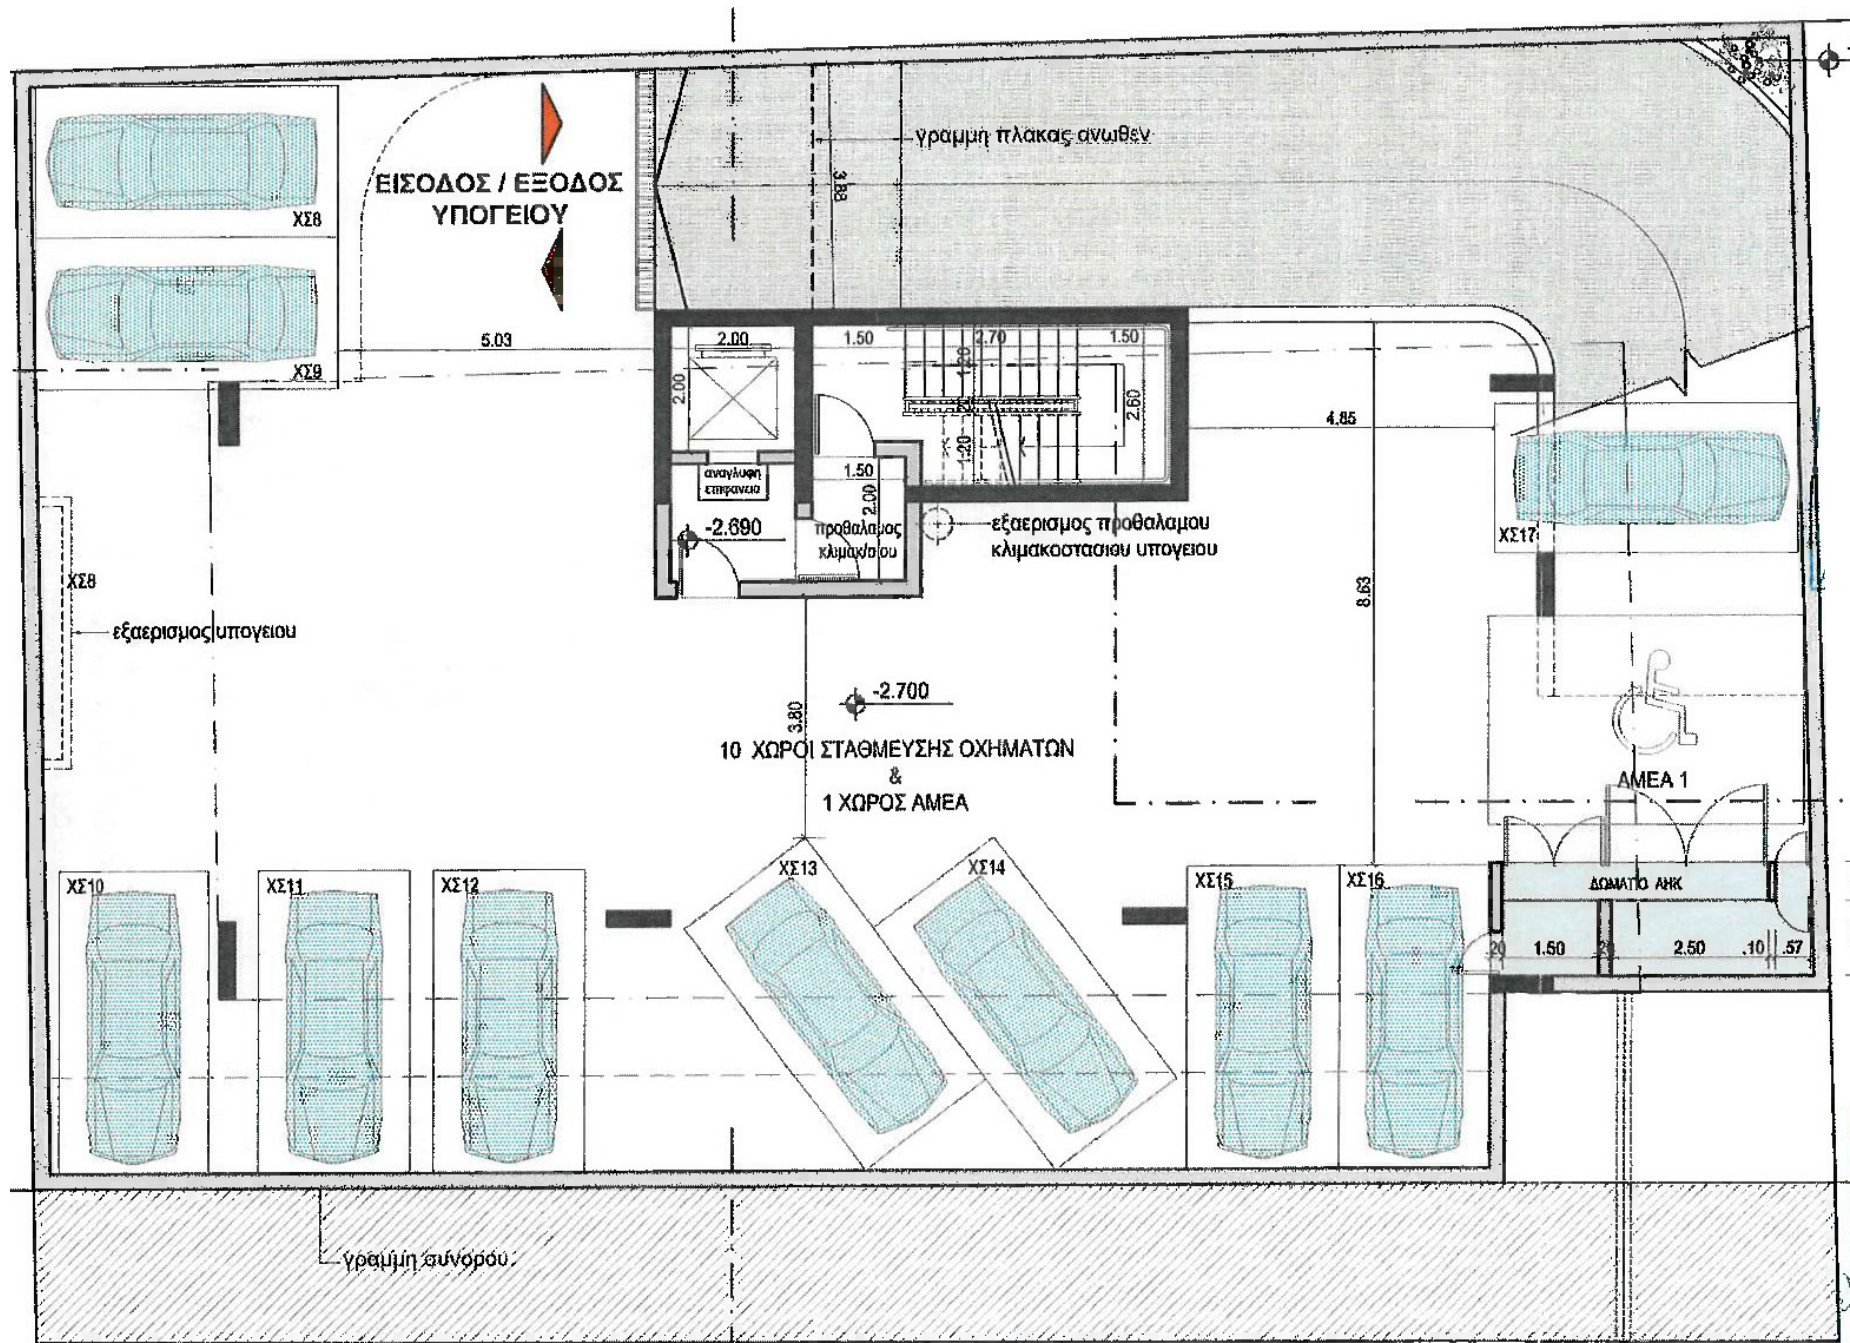 γραμμη πλακας ανωθεν
3.88
ΕΙΣΟΔΟΣ / ΕΞΟΔΟΣ
ΥΠΟΓΕΙΟΥ
ΧΣ8
5.03
2.00
1.50
2.70
1.50
ΧΣ9
2.00
1.20
2.60
1.20
4.85
αναγλυφη
επιφανεια
1.50
2.00
-2.690
προθαλαμος
κλιμακ/σιου
εξαερισμος προθαλαμου
κλιμακοστασιου υπογειου
ΧΣ17
ΧΣ8
εξαερισμος υπογειου
8.63
-2.700
3.80
10 ΧΩΡΟΙ ΣΤΑΘΜΕΥΣΗΣ ΟΧΗΜΑΤΩΝ
&
1 ΧΩΡΟΣ ΑΜΕΑ
ΑΜΕΑ 1
ΧΣ10
ΧΣ11
ΧΣ12
ΧΣ13
ΧΣ14
ΧΣ15
ΧΣ16
ΔΩΜΑΤΙΟ ΑΗΚ
.20
1.50
2.50
.10
.57
γραμμη συνορου